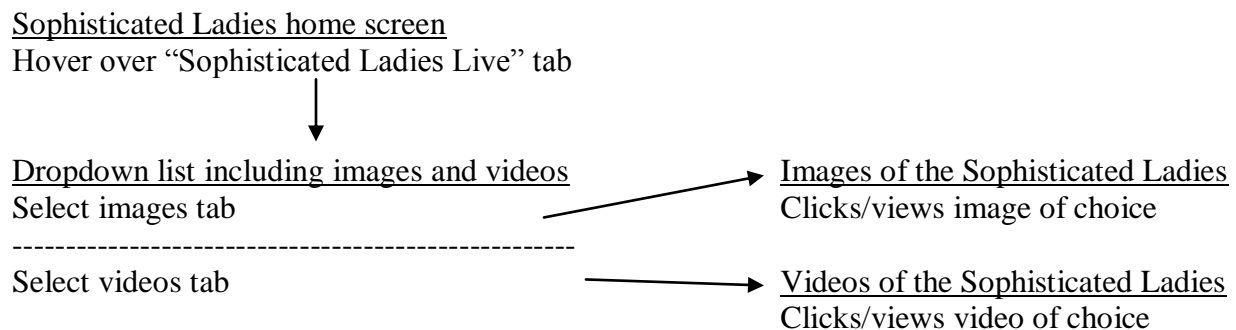 Sophisticated Ladies home screen
Hover over “Sophisticated Ladies Live” tab
Dropdown list including images and videos
Select images tab
-----------------------------------------------------
Select videos tab
Images of the Sophisticated Ladies
Clicks/views image of choice
Videos of the Sophisticated Ladies
Clicks/views video of choice